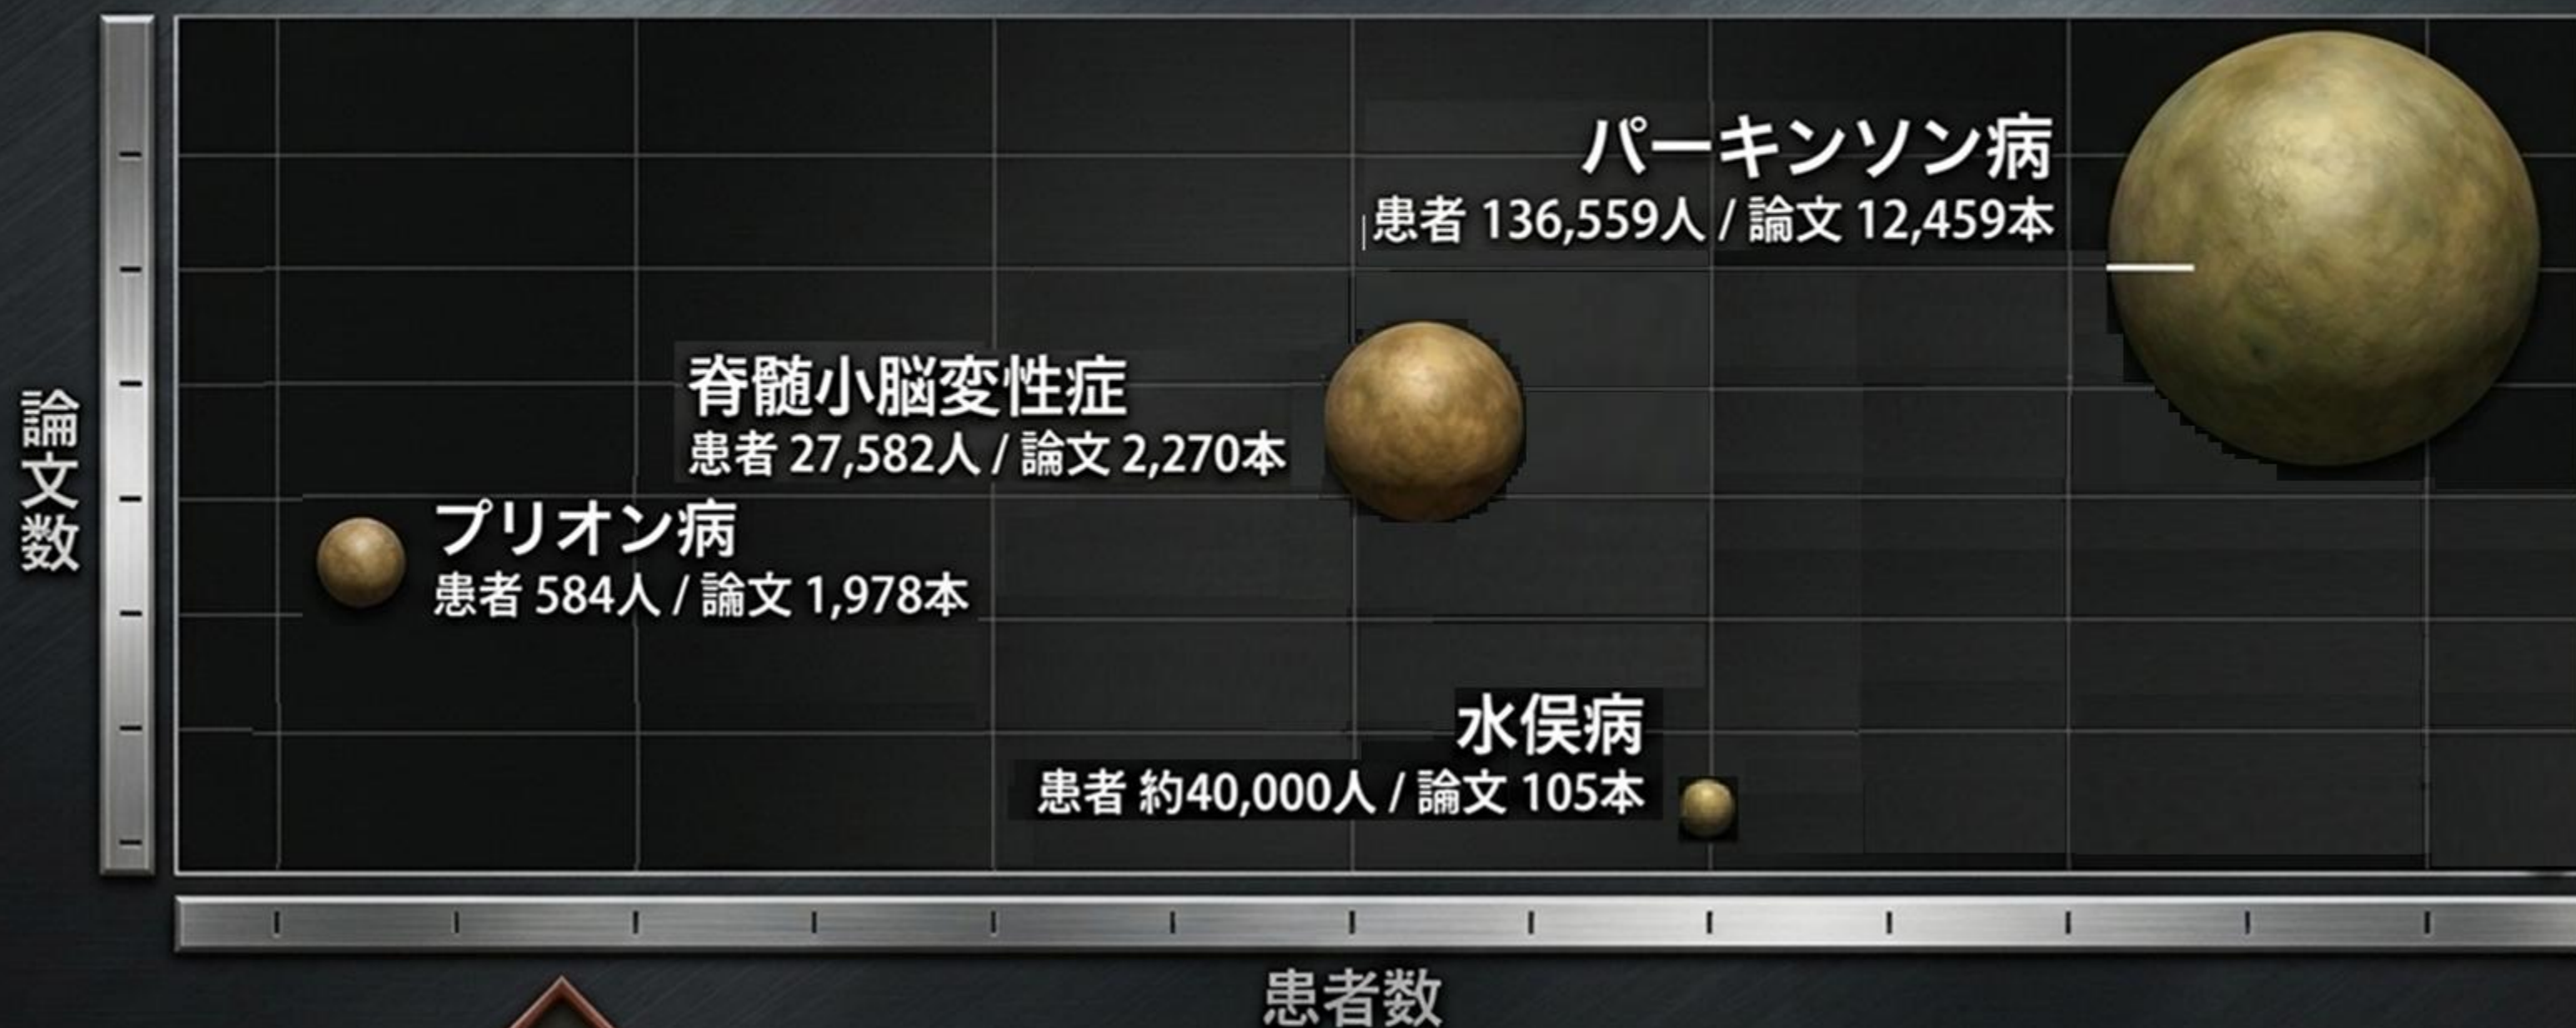 パーキンソン病
患者 136,559人 / 論文 12,459本
脊髄小脳変性症
患者 27,582人 / 論文 2,270本
プリオン病
患者 584人 / 論文 1,978本
水俣病
患者 約40,000人 / 論文 105本
論文数
患者数